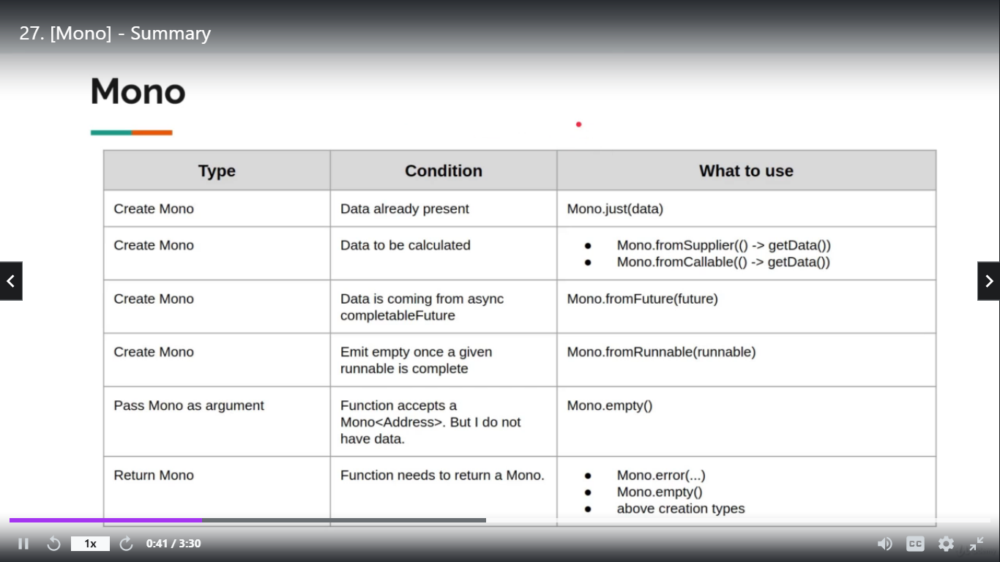 27. [Mono] - Summary
Mono
Type
Condition
What to use
Create Mono
Data already present
Mono.just(data)
Create Mono
Data to be calculated
● Mono.fromSupplier(() -> getData())
● Mono.fromCallable(() -> getData())
Create Mono
Data is coming from async
completableFuture
Mono.fromFuture(future)
Create Mono
Emit empty once a given
runnable is complete
Mono.fromRunnable(runnable)
Pass Mono as argument
Function accepts a
Mono<Address>. But I do not
have data.
Mono.empty()
Return Mono
Function needs to return a Mono.
● Mono.error(...)
● Mono.empty()
● above creation types
1x
0:41 / 3:30
CC